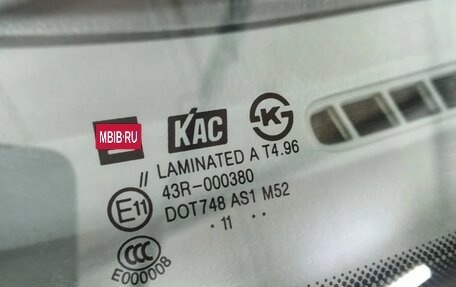 MBIB.RU
KAC
K
// LAMINATED A T4.96
E11 43R-000380
DOT748 AS1 M52
. 11 . .
CCC
E000008